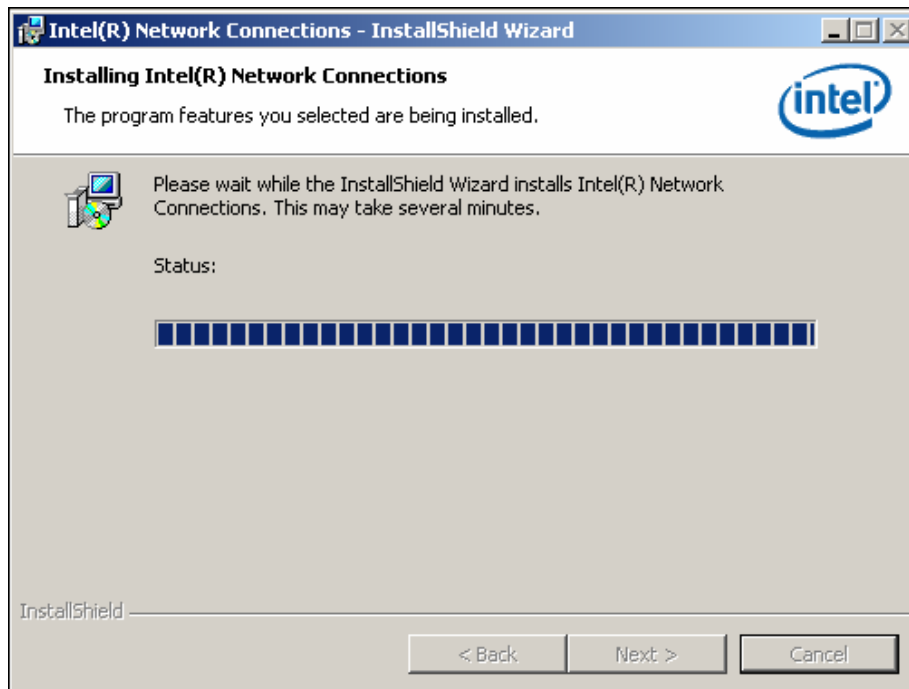 Intel(R) Network Connections - InstallShield Wizard
Installing Intel(R) Network Connections
The program features you selected are being installed.
intel
Please wait while the InstallShield Wizard installs Intel(R) Network
Connections. This may take several minutes.
Status:
InstallShield
< Back
Next >
Cancel